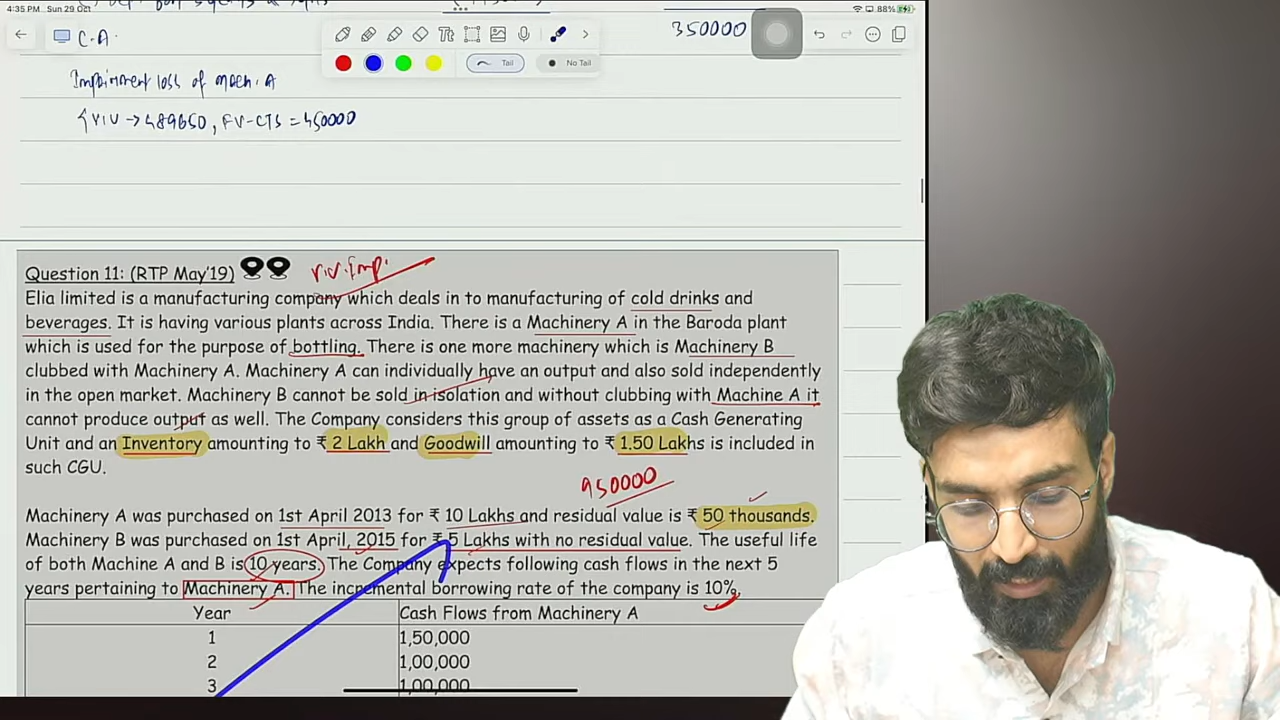 4:35 PM Sun 29 Oct
88%
350000
C.A.
Tail
No Tail
Impairment loss of Mach. A
VIU → 489650, FV-CTS = 450000
Question 11: (RTP May'19)
V.V. Imp.
Elia limited is a manufacturing company which deals in to manufacturing of cold drinks and
beverages. It is having various plants across India. There is a Machinery A in the Baroda plant
which is used for the purpose of bottling. There is one more machinery which is Machinery B
clubbed with Machinery A. Machinery A can individually have an output and also sold independently
in the open market. Machinery B cannot be sold in isolation and without clubbing with Machine A it
cannot produce output as well. The Company considers this group of assets as a Cash Generating
Unit and an Inventory amounting to ₹ 2 Lakh and Goodwill amounting to ₹ 1.50 Lakhs is included in
such CGU.
950000
Machinery A was purchased on 1st April 2013 for ₹ 10 Lakhs and residual value is ₹ 50 thousands.
Machinery B was purchased on 1st April, 2015 for ₹ 5 Lakhs with no residual value. The useful life
of both Machine A and B is 10 years. The Company expects following cash flows in the next 5
years pertaining to Machinery A. The incremental borrowing rate of the company is 10%.
Year Cash Flows from Machinery A
1 1,50,000
2 1,00,000
3 1,00,000